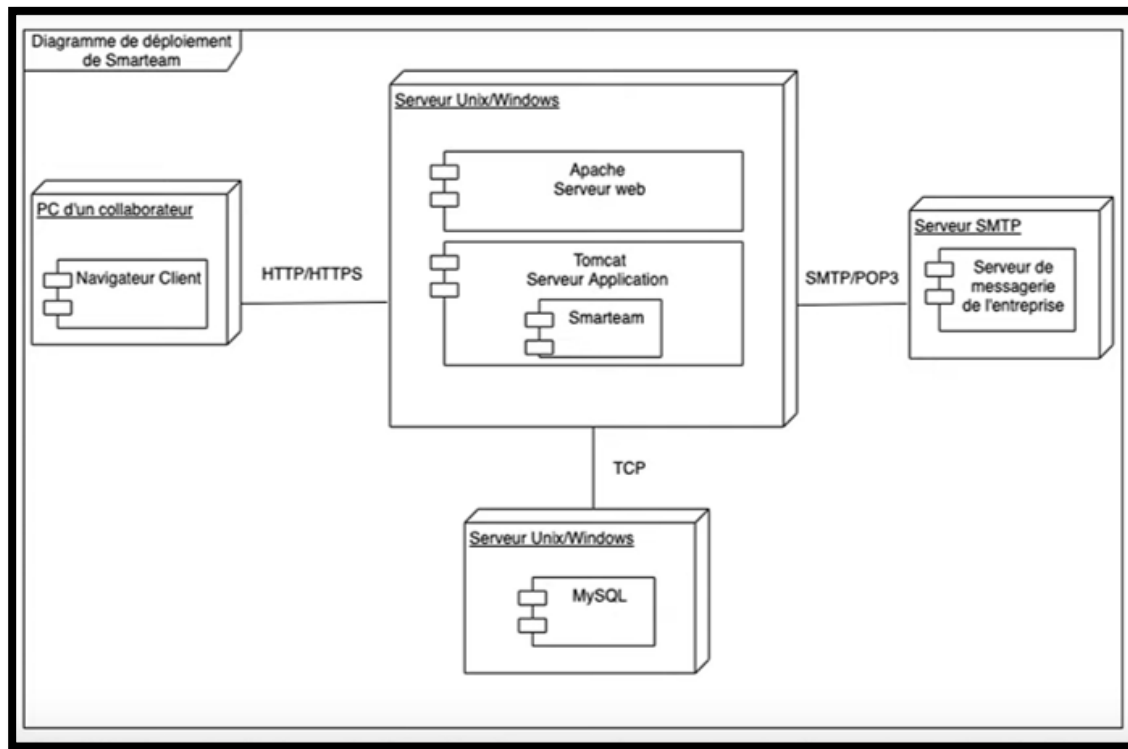 Diagramme de déploiement
de Smarteam
Serveur Unix/Windows
Apache
Serveur web
PC d'un collaborateur
Navigateur Client
HTTP/HTTPS
Tomcat
Serveur Application
Smarteam
SMTP/POP3
Serveur SMTP
Serveur de
messagerie
de l'entreprise
TCP
Serveur Unix/Windows
MySQL